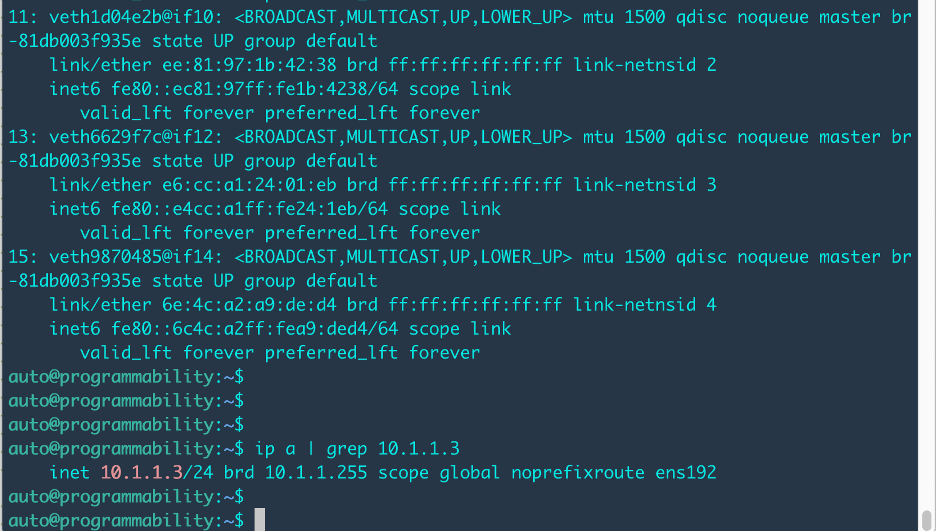 11: veth1d04e2b@if10: <BROADCAST,MULTICAST,UP,LOWER_UP> mtu 1500 qdisc noqueue master br
-81db003f935e state UP group default
    link/ether ee:81:97:1b:42:38 brd ff:ff:ff:ff:ff:ff link-netnsid 2
    inet6 fe80::ec81:97ff:fe1b:4238/64 scope link
       valid_lft forever preferred_lft forever
13: veth6629f7c@if12: <BROADCAST,MULTICAST,UP,LOWER_UP> mtu 1500 qdisc noqueue master br
-81db003f935e state UP group default
    link/ether e6:cc:a1:24:01:eb brd ff:ff:ff:ff:ff:ff link-netnsid 3
    inet6 fe80::e4cc:a1ff:fe24:1eb/64 scope link
       valid_lft forever preferred_lft forever
15: veth9870485@if14: <BROADCAST,MULTICAST,UP,LOWER_UP> mtu 1500 qdisc noqueue master br
-81db003f935e state UP group default
    link/ether 6e:4c:a2:a9:de:d4 brd ff:ff:ff:ff:ff:ff link-netnsid 4
    inet6 fe80::6c4c:a2ff:fea9:ded4/64 scope link
       valid_lft forever preferred_lft forever
auto@programmability:~$
auto@programmability:~$
auto@programmability:~$
auto@programmability:~$ ip a | grep 10.1.1.3
    inet 10.1.1.3/24 brd 10.1.1.255 scope global noprefixroute ens192
auto@programmability:~$
auto@programmability:~$